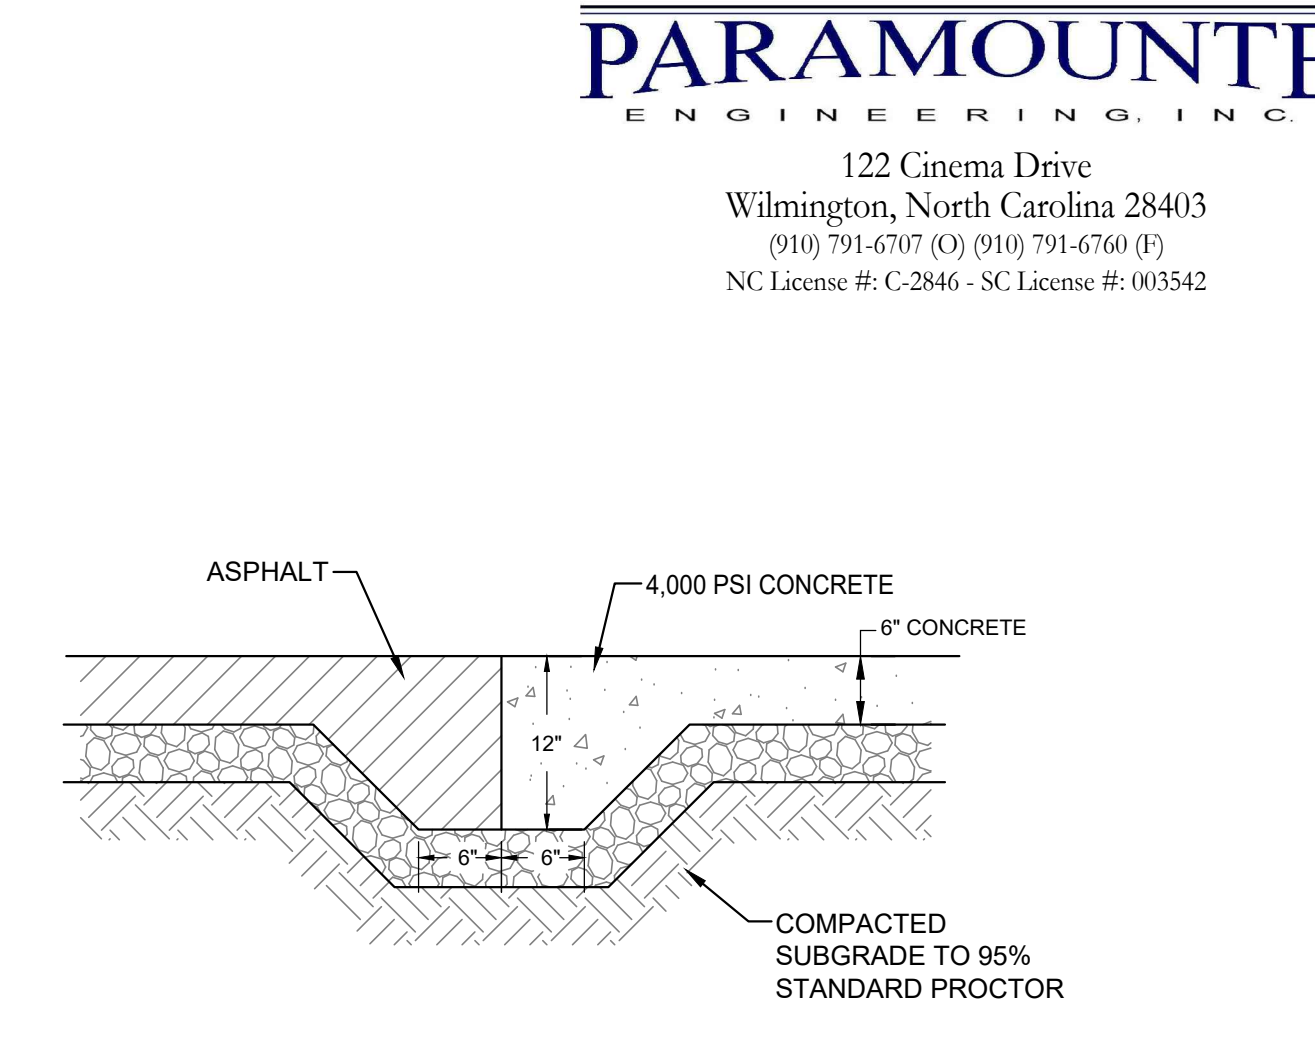 PARAMOUNTE
ENGINEERING, INC.
122 Cinema Drive
Wilmington, North Carolina 28403
(910) 791-6707 (O) (910) 791-6760 (F)
NC License #: C-2846 - SC License #: 003542
ASPHALT
4,000 PSI CONCRETE
6" CONCRETE
12"
6" 6"
COMPACTED
SUBGRADE TO 95%
STANDARD PROCTOR